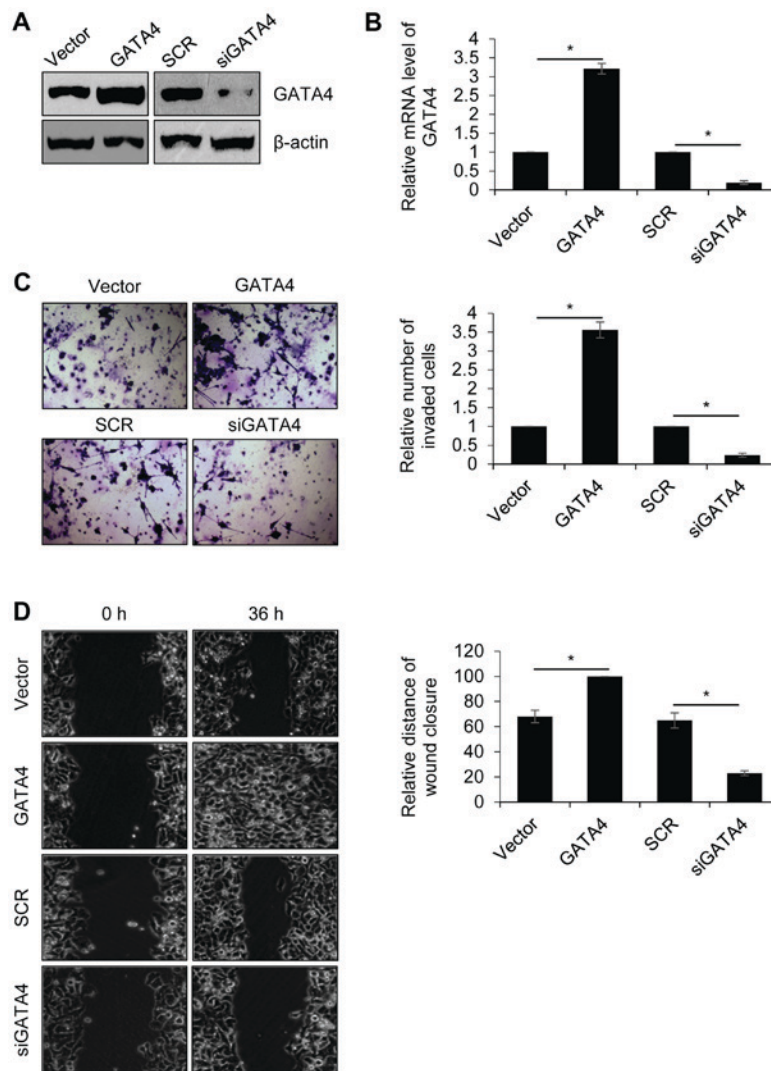 A
Vector
GATA4
SCR
siGATA4
GATA4
β-actin
B
Relative mRNA level of
GATA4
4
3.5
3
2.5
2
1.5
1
0.5
0
*
*
Vector
GATA4
SCR
siGATA4
C
Vector
GATA4
SCR
siGATA4
Relative number of
invaded cells
4
3.5
3
2.5
2
1.5
1
0.5
0
*
*
Vector
GATA4
SCR
siGATA4
D
0 h
36 h
Vector
GATA4
SCR
siGATA4
Relative distance of
wound closure
120
100
80
60
40
20
0
*
*
Vector
GATA4
SCR
siGATA4